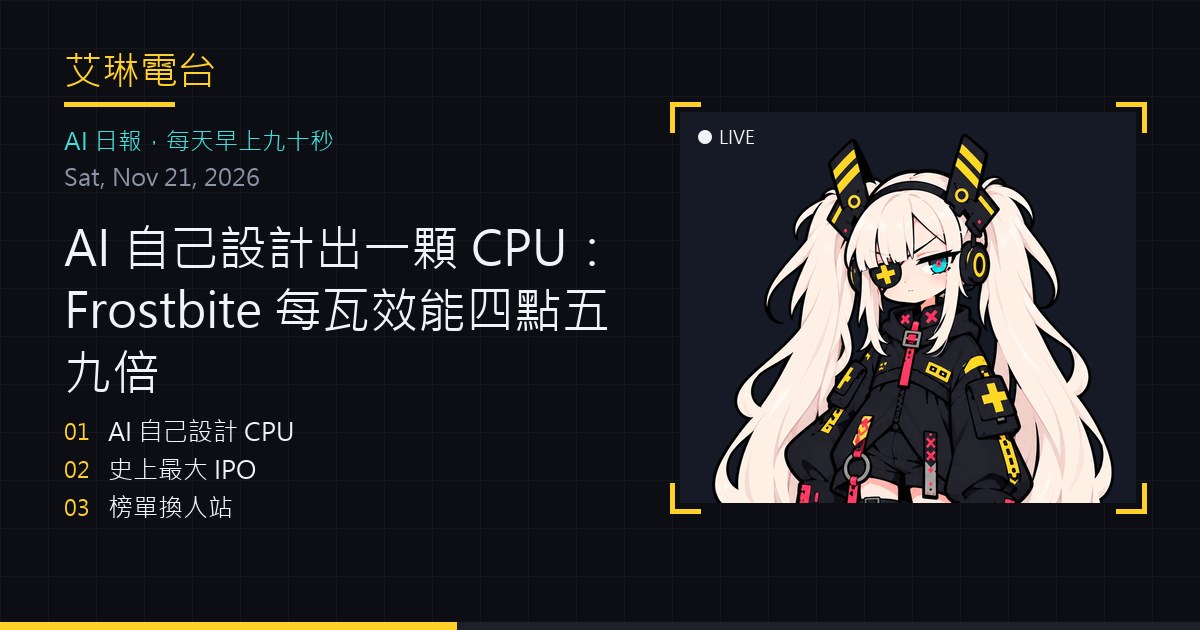 艾琳電台
AI 日報，每天早上九十秒
Sat, Nov 21, 2026
AI 自己設計出一顆 CPU：
Frostbite 每瓦效能四點五
九倍
01 AI 自己設計 CPU
02 史上最大 IPO
03 榜單換人站
LIVE